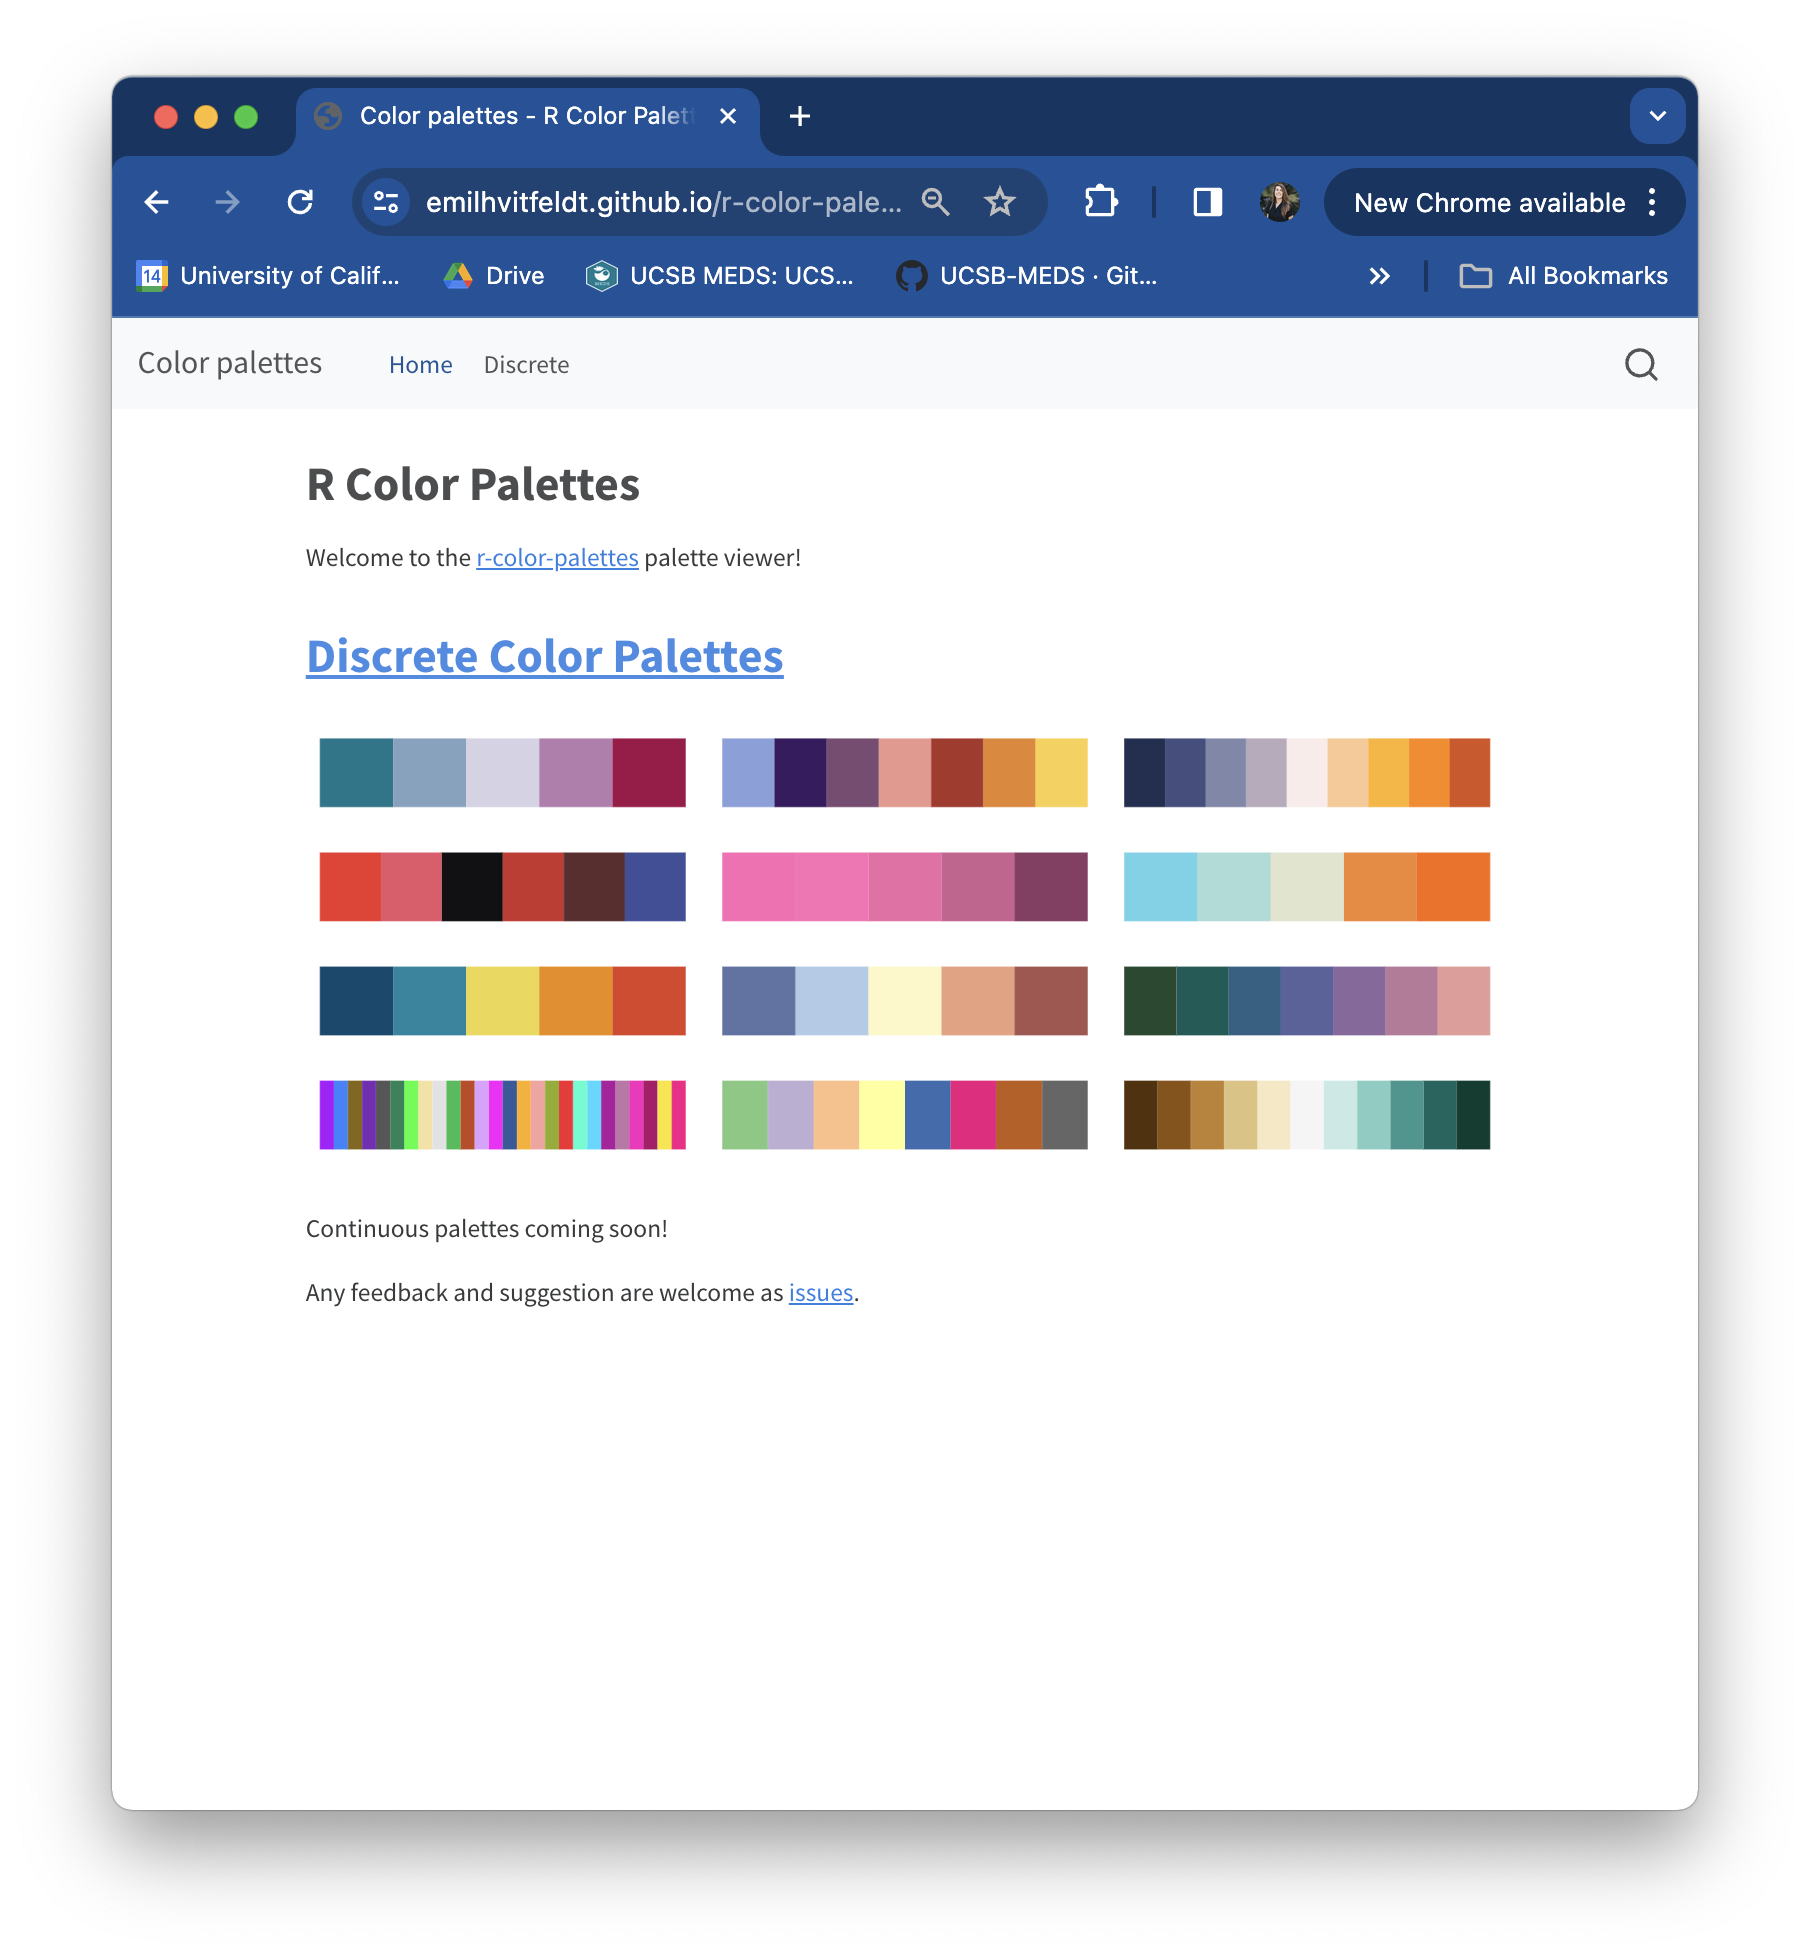 Color palettes - R Color Palett
emilhvitfeldt.github.io/r-color-pale...
New Chrome available
14
University of Calif...
Drive
UCSB MEDS: UCS...
UCSB-MEDS · Git...
All Bookmarks
Color palettes
Home
Discrete
R Color Palettes
Welcome to the r-color-palettes palette viewer!
Discrete Color Palettes
Continuous palettes coming soon!
Any feedback and suggestion are welcome as issues.